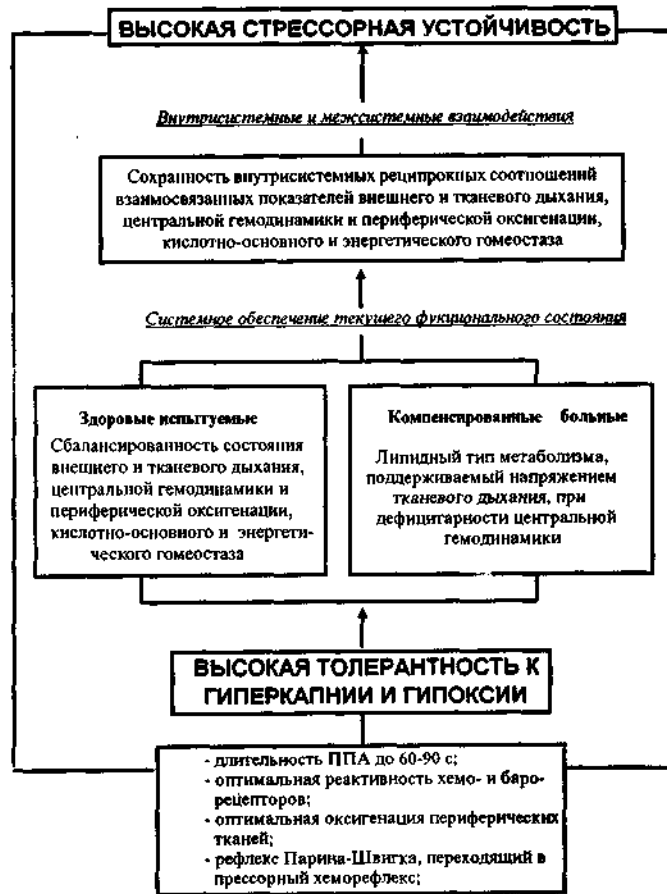 ВЫСОКАЯ СТРЕССОРНАЯ УСТОЙЧИВОСТЬ
Внутрисистемные и межсистемные взаимодействия
Сохранность внутрисистемных реципрокных соотношений
взаимосвязанных показателей внешнего и тканевого дыхания,
центральной гемодинамики и периферической оксигенации,
кислотно-основного и энергетического гомеостаза
Системное обеспечение текущего фукционального состояния
Здоровые испытуемые
Сбалансированность состояния
внешнего и тканевого дыхания,
центральной гемодинамики и
периферической оксигенации,
кислотно-основного и энергети-
ческого гомеостаза
Компенсированные больные
Липидный тип метаболизма,
поддерживаемый напряжением
тканевого дыхания, при
дефицитарности центральной
гемодинамики
ВЫСОКАЯ ТОЛЕРАНТНОСТЬ К
ГИПЕРКАПНИИ И ГИПОКСИИ
- длительность ППА до 60-90 с;
- оптимальная реактивность хемо- и баро-
рецепторов;
- оптимальная оксигенация периферических
тканей;
- рефлекс Парина-Швигка, переходящий в
прессорный хеморефлекс;